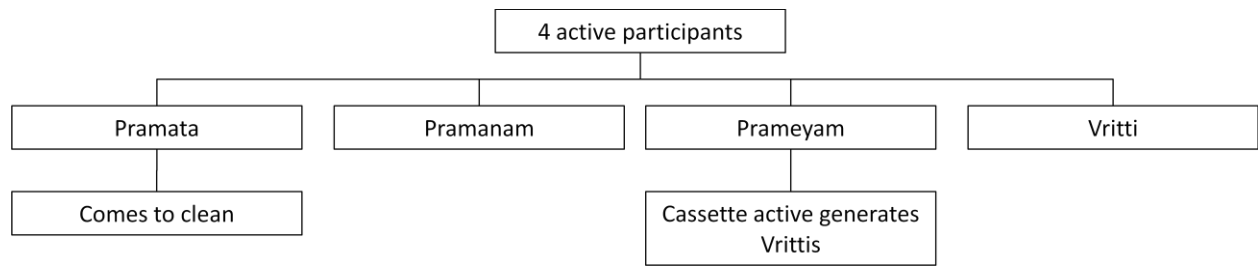 4 active participants
Pramata
Pramanam
Prameyam
Vritti
Comes to clean
Cassette active generates
Vrittis